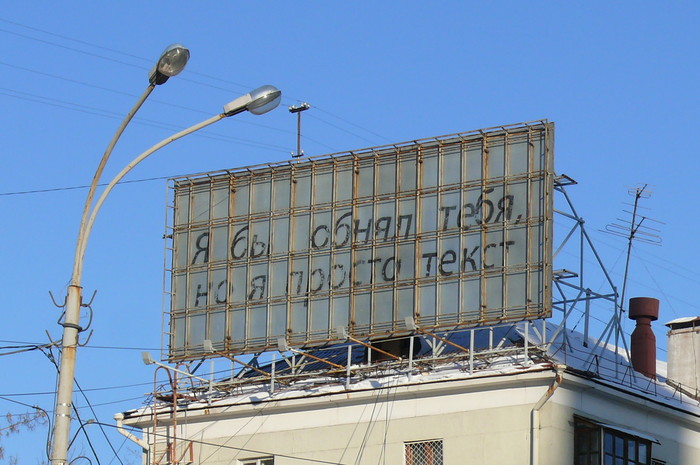 Я бы обнял тебя,
но я просто текст